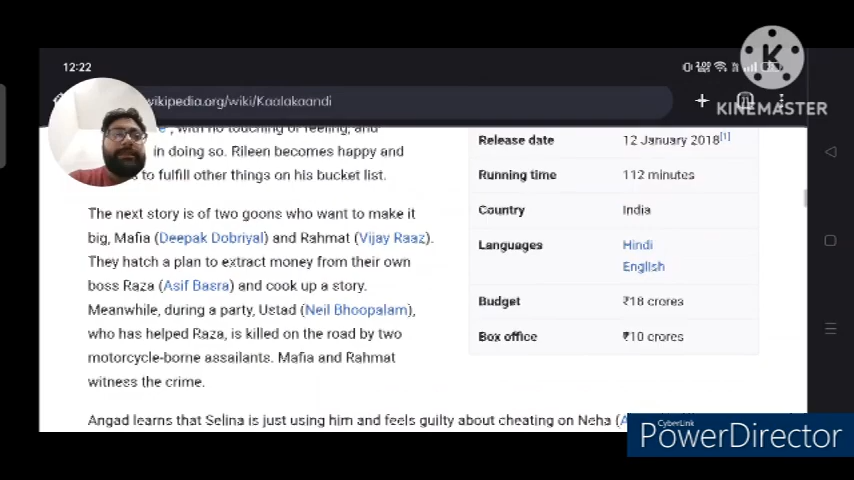 12:22
wikipedia.org/wiki/Kaalakaandi
KINEMASTER
with no touching or feeling, and
in doing so. Rileen becomes happy and
to fulfill other things on his bucket list.
The next story is of two goons who want to make it
big, Mafia (Deepak Dobriyal) and Rahmat (Vijay Raaz).
They hatch a plan to extract money from their own
boss Raza (Asif Basra) and cook up a story.
Meanwhile, during a party, Ustad (Neil Bhoopalam),
who has helped Raza, is killed on the road by two
motorcycle-borne assailants. Mafia and Rahmat
witness the crime.
Angad learns that Selina is just using him and feels guilty about cheating on Neha (
Release date 12 January 2018[1]
Running time 112 minutes
Country India
Languages Hindi
English
Budget ₹18 crores
Box office ₹10 crores
CyberLink
PowerDirector